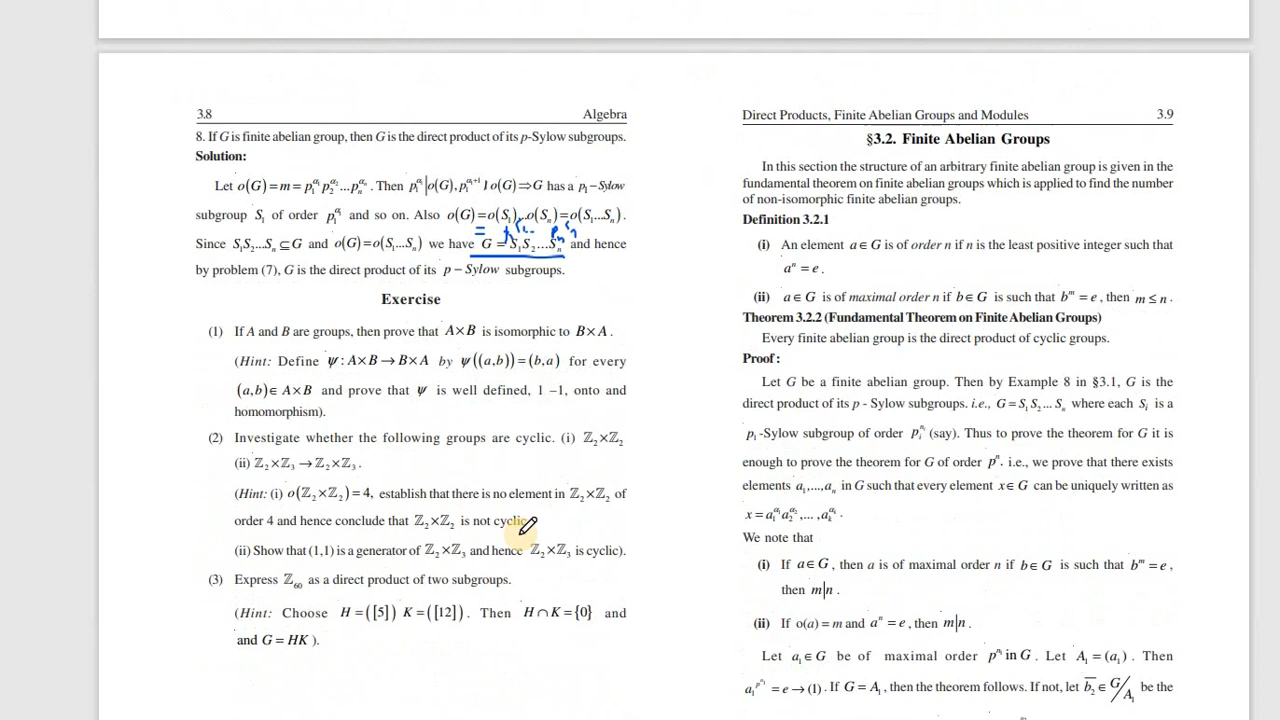 3.8 Algebra
8. If G is finite abelian group, then G is the direct product of its p-Sylow subgroups.
Solution:
Let o(G)=m=p₁^α₁ p₂^α₂...pₙ^αₙ. Then p₁^α₁|o(G), p₁^α₁⁺¹ ∤ o(G)⇒G has a p₁−Sylow
subgroup S₁ of order p₁^α₁ and so on. Also o(G)=o(S₁)...o(Sₙ)=o(S₁...Sₙ).
Since S₁S₂...Sₙ⊆G and o(G)=o(S₁...Sₙ) we have G=S₁S₂...Sₙ and hence
by problem (7), G is the direct product of its p−Sylow subgroups.
Exercise
(1) If A and B are groups, then prove that A×B is isomorphic to B×A.
(Hint: Define ψ:A×B→B×A by ψ((a,b))=(b,a) for every
(a,b)∈A×B and prove that ψ is well defined, 1 −1, onto and
homomorphism).
(2) Investigate whether the following groups are cyclic. (i) ℤ₂×ℤ₂
(ii) ℤ₂×ℤ₃→ℤ₂×ℤ₃.
(Hint: (i) o(ℤ₂×ℤ₂)=4, establish that there is no element in ℤ₂×ℤ₂ of
order 4 and hence conclude that ℤ₂×ℤ₂ is not cyclic
(ii) Show that (1,1) is a generator of ℤ₂×ℤ₃ and hence ℤ₂×ℤ₃ is cyclic).
(3) Express ℤ₆₀ as a direct product of two subgroups.
(Hint: Choose H=([5]) K=([12]). Then H∩K={0} and
and G=HK).
Direct Products, Finite Abelian Groups and Modules 3.9
§3.2. Finite Abelian Groups
In this section the structure of an arbitrary finite abelian group is given in the
fundamental theorem on finite abelian groups which is applied to find the number
of non-isomorphic finite abelian groups.
Definition 3.2.1
(i) An element a∈G is of order n if n is the least positive integer such that
aⁿ=e.
(ii) a∈G is of maximal order n if b∈G is such that bᵐ=e, then m≤n.
Theorem 3.2.2 (Fundamental Theorem on Finite Abelian Groups)
Every finite abelian group is the direct product of cyclic groups.
Proof:
Let G be a finite abelian group. Then by Example 8 in §3.1, G is the
direct product of its p - Sylow subgroups. i.e., G=S₁S₂...Sₙ where each Sᵢ is a
pᵢ-Sylow subgroup of order pᵢ^nᵢ (say). Thus to prove the theorem for G it is
enough to prove the theorem for G of order pⁿ. i.e., we prove that there exists
elements a₁,...,aₙ in G such that every element x∈G can be uniquely written as
x=a₁^α₁a₂^α₂,...,aₖ^αₖ.
We note that
(i) If a∈G, then a is of maximal order n if b∈G is such that bᵐ=e,
then m|n.
(ii) If o(a)=m and aⁿ=e, then m|n.
Let a₁∈G be of maximal order p^n₁ in G. Let A₁=(a₁). Then
a₁^p^n₁=e→(1). If G=A₁, then the theorem follows. If not, let b̄₂∈G/A₁ be the